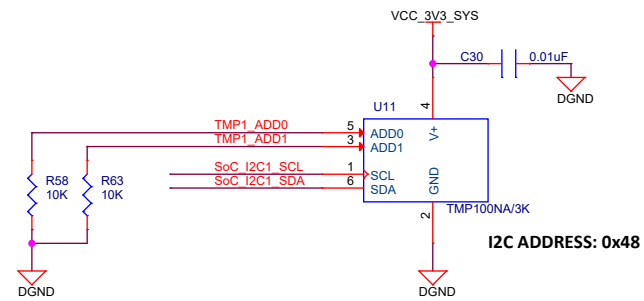 VCC_3V3_SYS
C30
0.01uF
DGND
U11
4
TMP1_ADD0
5
ADD0
V+
TMP1_ADD1
3
ADD1
SoC_I2C1_SCL
1
SCL
SoC_I2C1_SDA
6
SDA
GND
R58
10K
R63
10K
2
TMP100NA/3K
I2C ADDRESS: 0x48
DGND
DGND